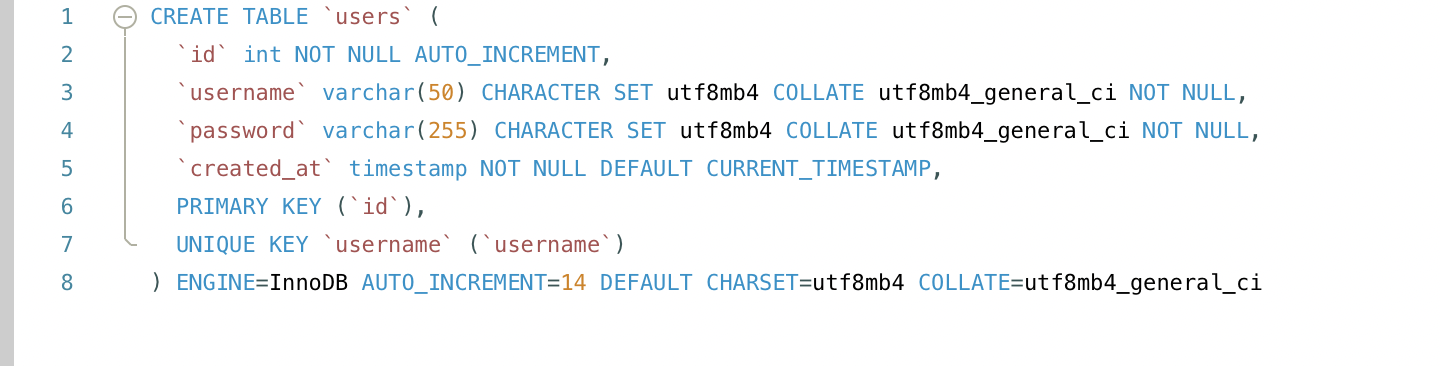 1 CREATE TABLE `users` (
2 `id` int NOT NULL AUTO_INCREMENT,
3 `username` varchar(50) CHARACTER SET utf8mb4 COLLATE utf8mb4_general_ci NOT NULL,
4 `password` varchar(255) CHARACTER SET utf8mb4 COLLATE utf8mb4_general_ci NOT NULL,
5 `created_at` timestamp NOT NULL DEFAULT CURRENT_TIMESTAMP,
6 PRIMARY KEY (`id`),
7 UNIQUE KEY `username` (`username`)
8 ) ENGINE=InnoDB AUTO_INCREMENT=14 DEFAULT CHARSET=utf8mb4 COLLATE=utf8mb4_general_ci